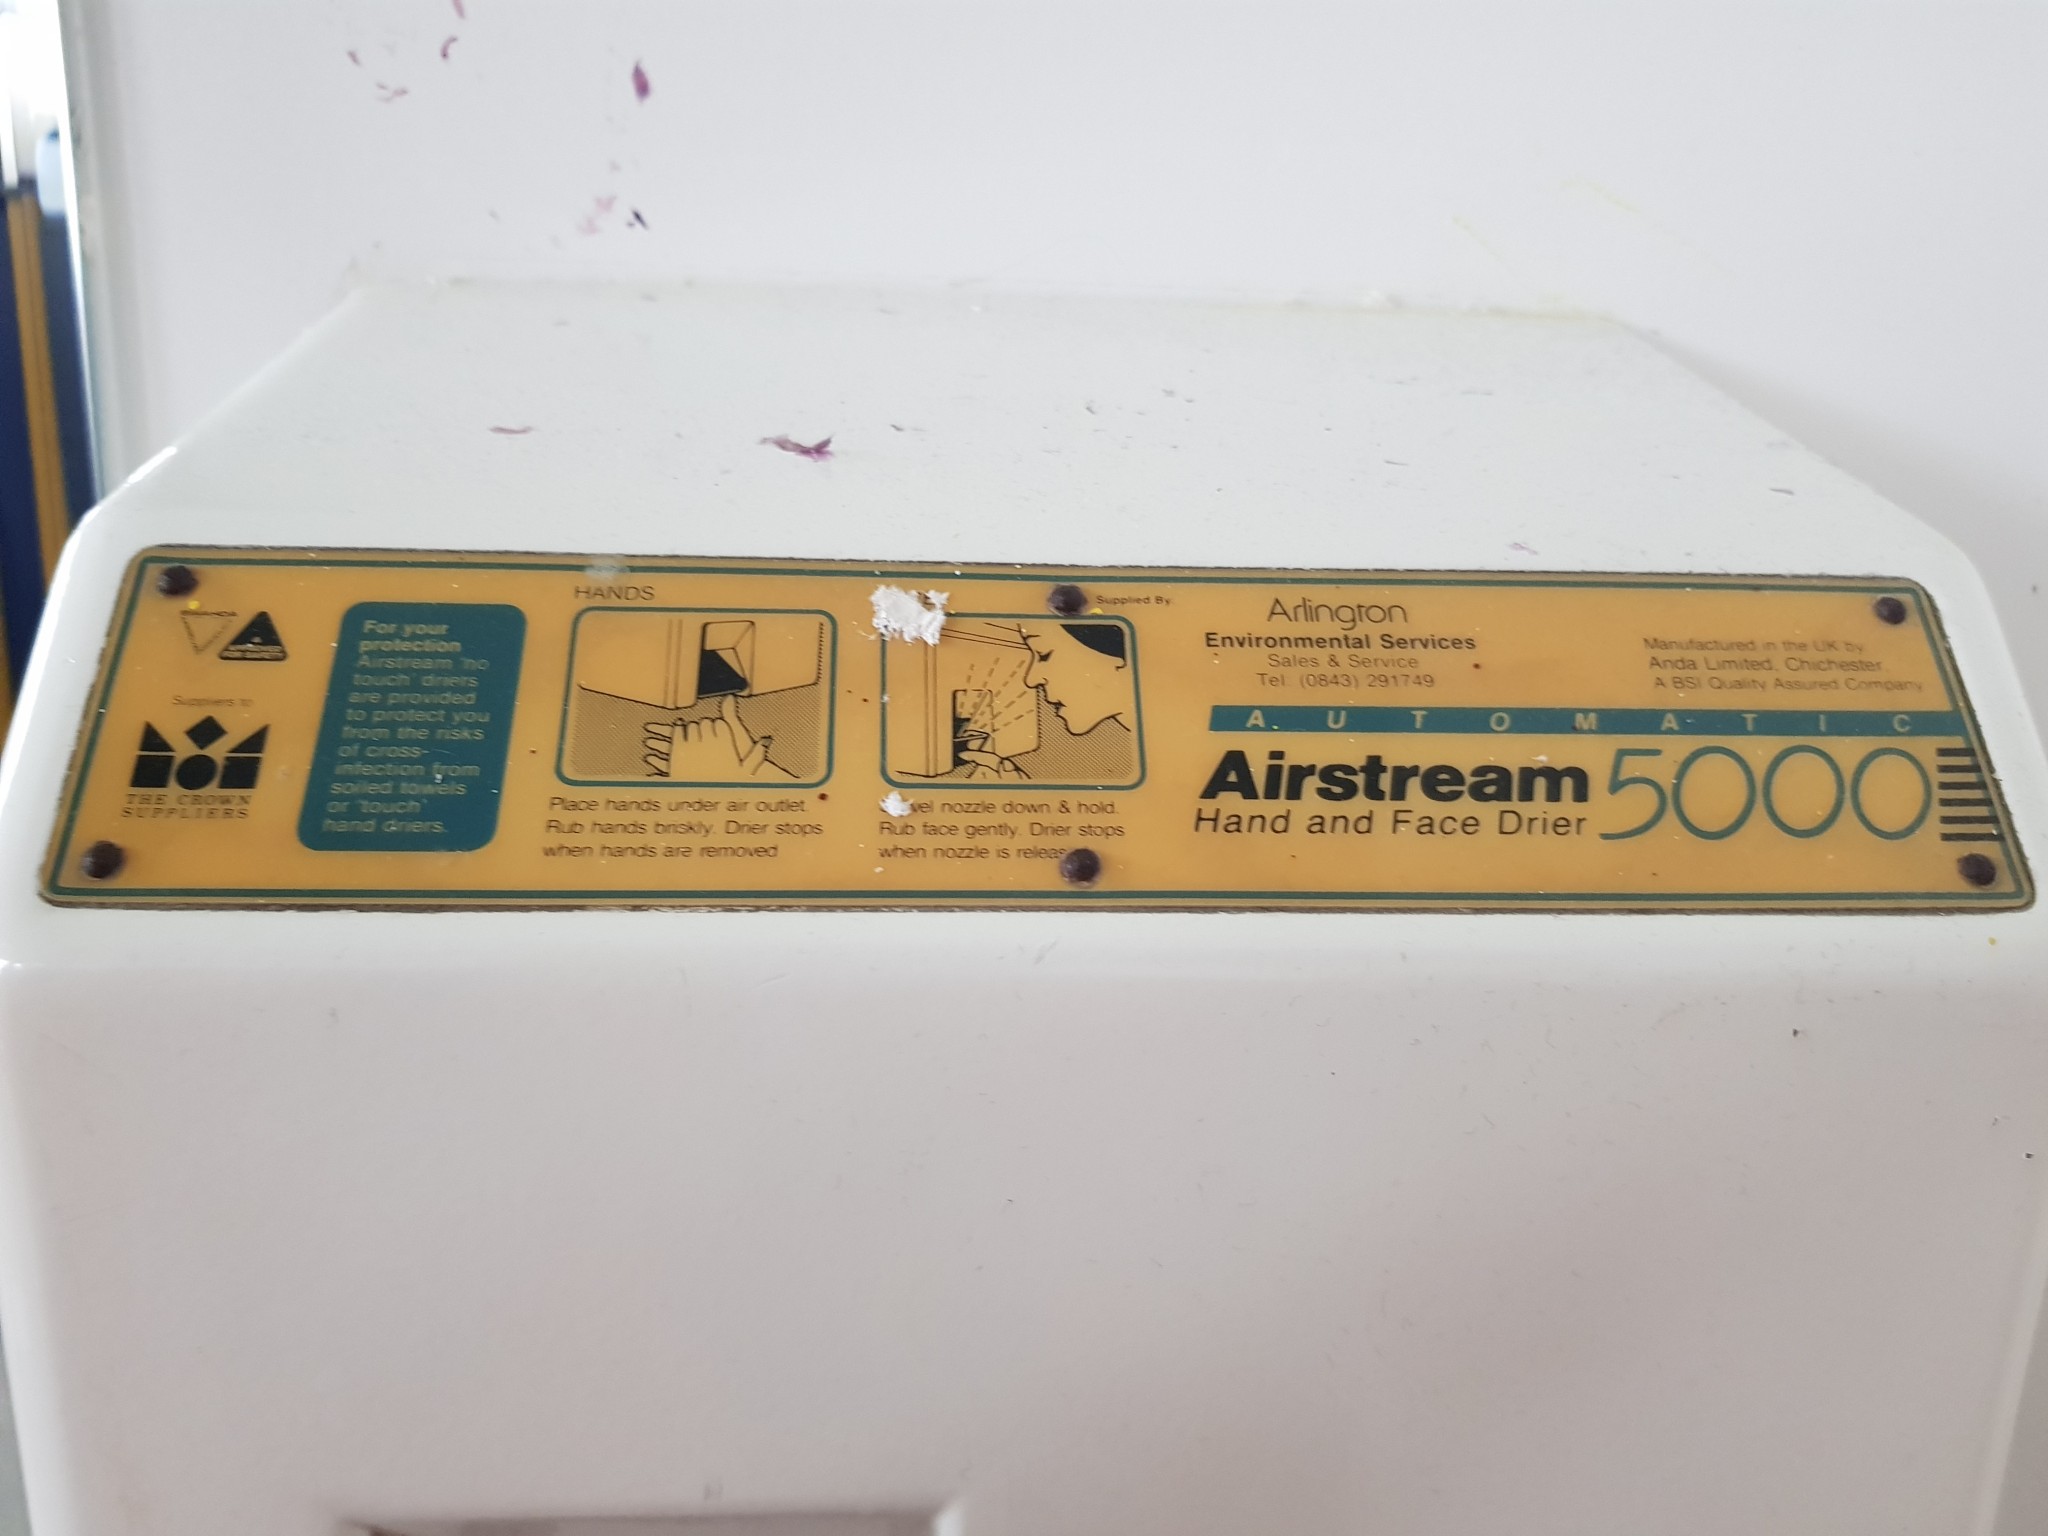 Suppliers to
THE CROWN
SUPPLIERS
For your
protection
Airstream 'no
touch' driers
are provided
to protect you
from the risks
of cross-
infection from
soiled towels
or 'touch'
hand driers.
HANDS
Place hands under air outlet.
Rub hands briskly. Drier stops
when hands are removed
nozzle down & hold.
Rub face gently. Drier stops
when nozzle is
Supplied By:
Arlington
Environmental Services
Sales & Service
Tel: (0843) 291749
Manufactured in the UK by
Anda Limited, Chichester.
A BSI Quality Assured Company
AUTOMATIC
Airstream 5000
Hand and Face Drier